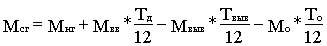 Мсг = Мнг + Мвв * Тд/12 − Мвыв * Твыв/12 − Мо * То/12